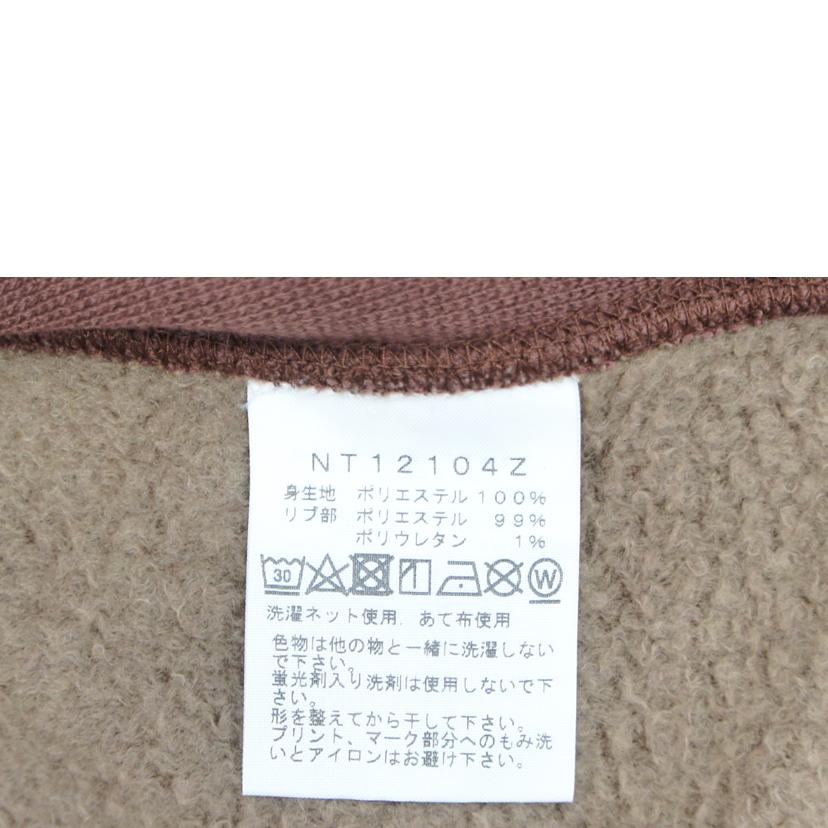 NT12104Z
身生地 ポリエステル 100%
リブ部 ポリエステル 99%
ポリウレタン 1%
30 W
洗濯ネット使用. あて布使用
色物は他の物と一緒に洗濯しない
で下さい。
蛍光剤入り洗剤は使用しないで下
さい。
形を整えてから干して下さい。
プリント、マーク部分へのもみ洗
いとアイロンはお避け下さい。